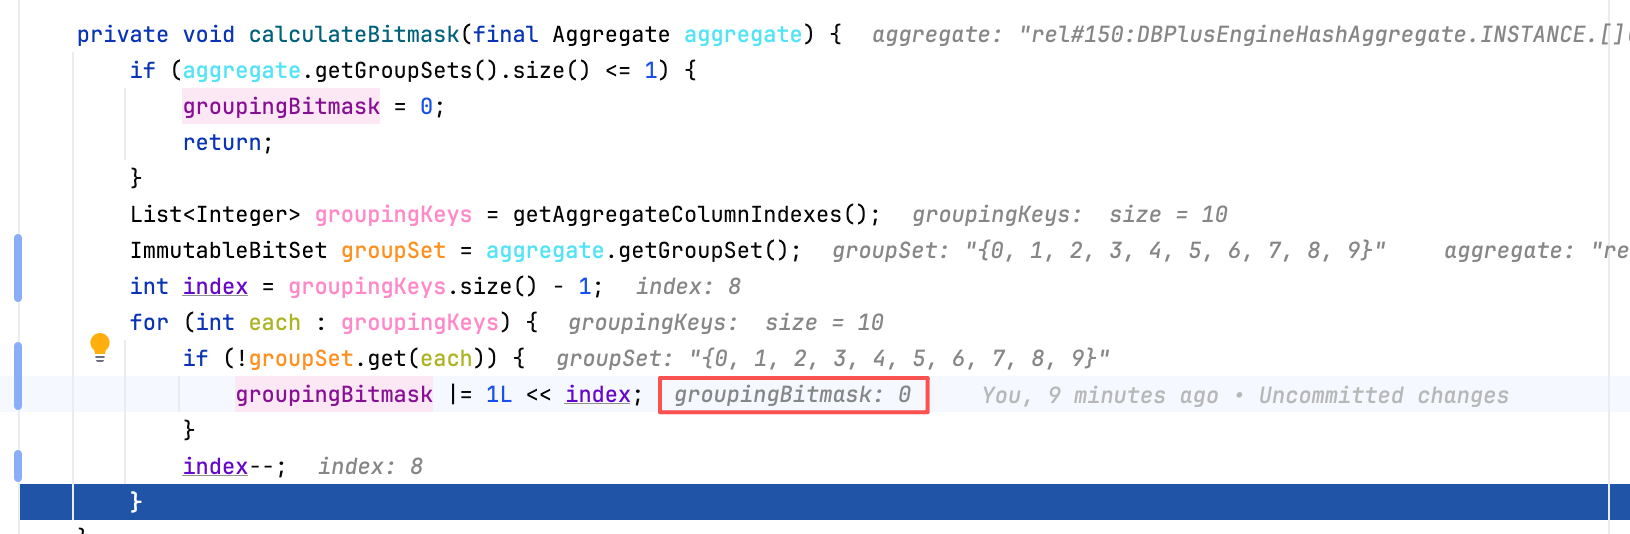 private void calculateBitmask(final Aggregate aggregate) {  aggregate: "rel#150:DBPlusEngineHashAggregate.INSTANCE.[](
if (aggregate.getGroupSets().size() <= 1) {
groupingBitmask = 0;
return;
}
List<Integer> groupingKeys = getAggregateColumnIndexes();  groupingKeys:  size = 10
ImmutableBitSet groupSet = aggregate.getGroupSet();  groupSet: "{0, 1, 2, 3, 4, 5, 6, 7, 8, 9}"    aggregate: "re
int index = groupingKeys.size() - 1;  index: 8
for (int each : groupingKeys) {  groupingKeys:  size = 10
if (!groupSet.get(each)) {  groupSet: "{0, 1, 2, 3, 4, 5, 6, 7, 8, 9}"
groupingBitmask |= 1L << index;  groupingBitmask: 0    You, 9 minutes ago • Uncommitted changes
}
index--;  index: 8
}